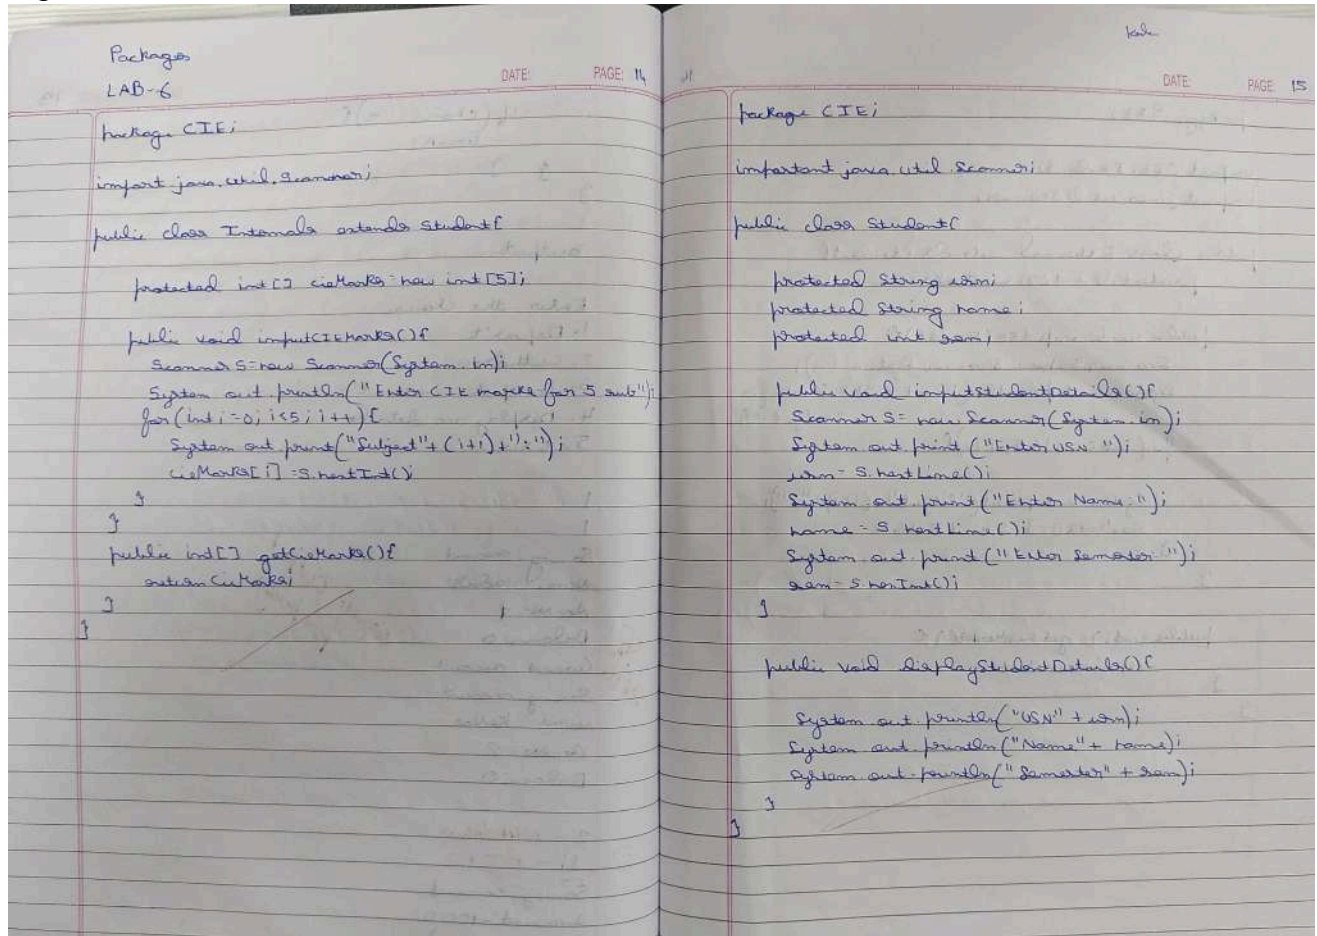 Packages
LAB-6
DATE: PAGE: 14
package CIE;
import java.util.Scanner;
public class Internals extends Student{
protected int[] cieMarks=new int[5];
public void inputCIEMarks(){
Scanner S=new Scanner(System.in);
System.out.println("Enter CIE marks for 5 sub");
for(int i=0; i<5; i++){
System.out.print("Subject"+(i+1)+":");
cieMarks[i]=S.nextInt();
}
}
public int[] getCieMarks(){
return CieMarks;
}
}
DATE: PAGE: 15
package CIE;
important java.util.Scanner;
public class Student{
protected String usn;
protected String name;
protected int sem;
public void inputStudentDetails(){
Scanner S= new Scanner(System.in);
System.out.print("Enter USN:");
usn= S.nextLine();
System.out.print("Enter Name:");
name= S.nextLine();
System.out.print("Enter Semester:");
sem= S.nexInt();
}
public void displayStudentDetails(){
System.out.println("USN" + usn);
System.out.println("Name"+ name);
System.out.println("Semester" + sem);
}
}